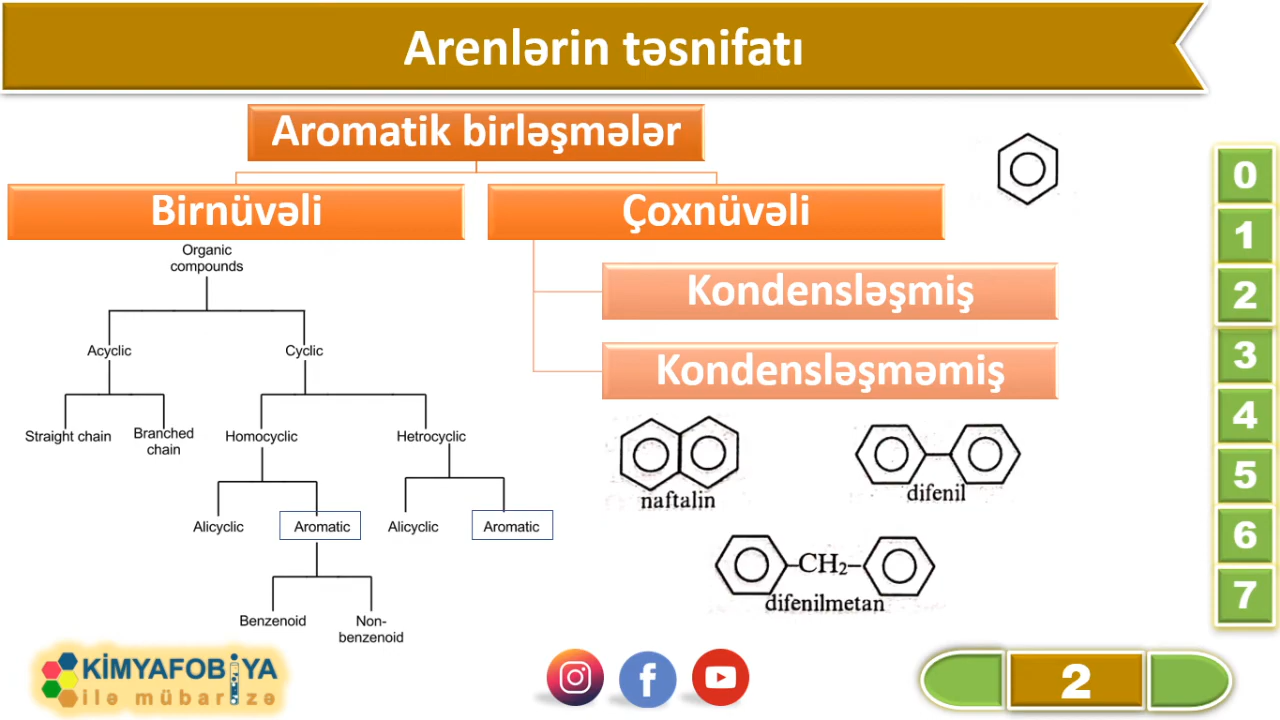 Arenlərin təsnifatı
Aromatik birləşmələr
Birnüvəli
Çoxnüvəli
Kondensləşmiş
Kondensləşməmiş
Organic
compounds
Acyclic
Cyclic
Straight chain
Branched
chain
Homocyclic
Hetrocyclic
Alicyclic
Aromatic
Alicyclic
Aromatic
Benzenoid
Non-
benzenoid
naftalin
difenil
CH₂
difenilmetan
0
1
2
3
4
5
6
7
KİMYAFOBİYA
ilə mübarizə
2